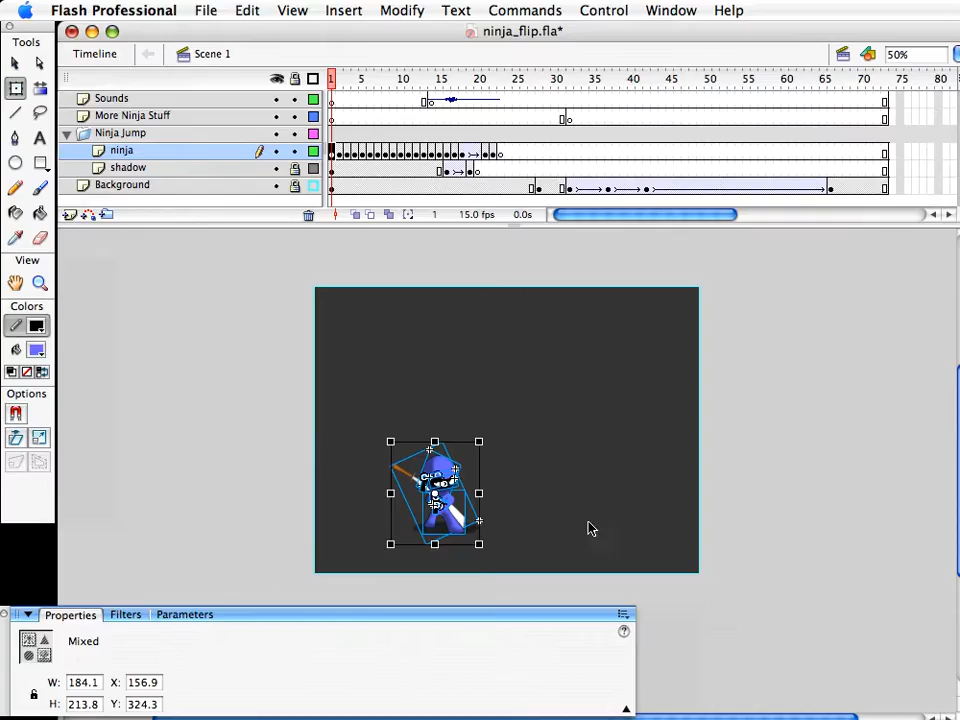 Flash Professional File Edit View Insert Modify Text Commands Control Window Help
Tools
ninja_flip.fla*
Timeline Scene 1 50%
1 5 10 15 20 25 30 35 40 45 50 55 60 65 70 75 80
Sounds
More Ninja Stuff
Ninja Jump
ninja
shadow
Background
1 15.0 fps 0.0s
View
Colors
Options
Properties Filters Parameters
Mixed
W: 184.1 X: 156.9
H: 213.8 Y: 324.3